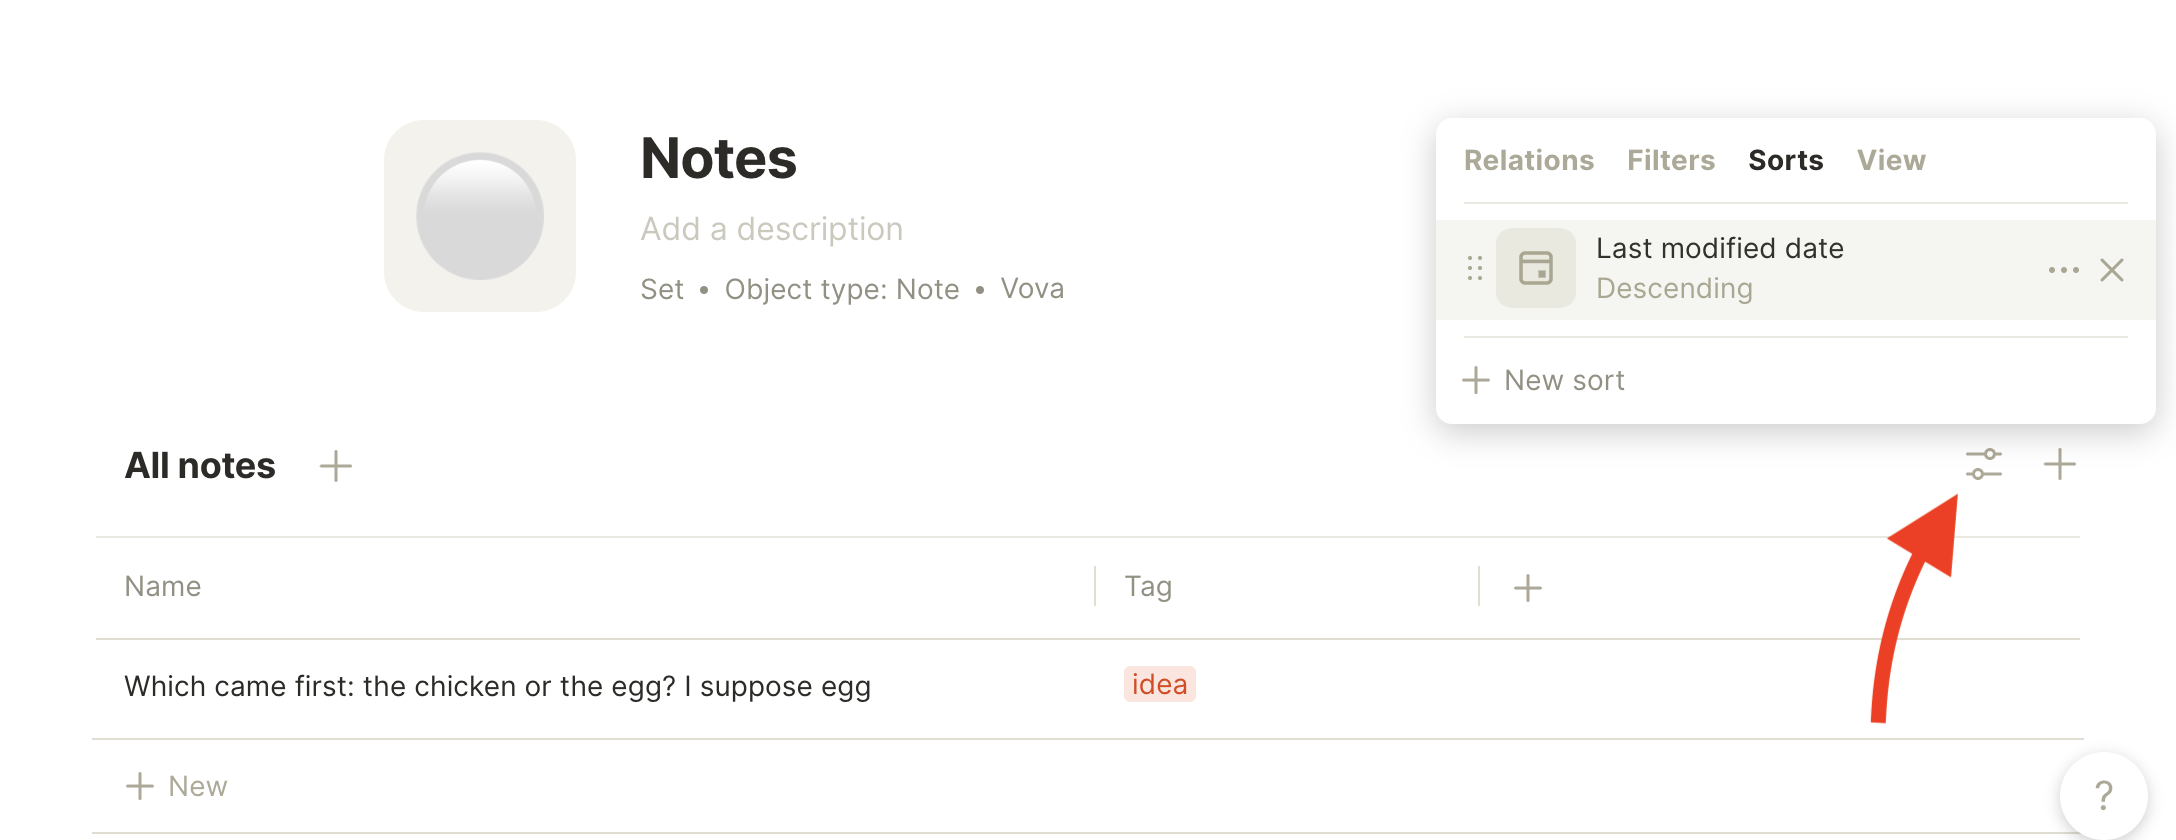 Notes
Add a description
Set • Object type: Note • Vova
Relations Filters Sorts View
Last modified date
Descending
New sort
All notes
Name Tag
Which came first: the chicken or the egg? I suppose egg idea
New
?